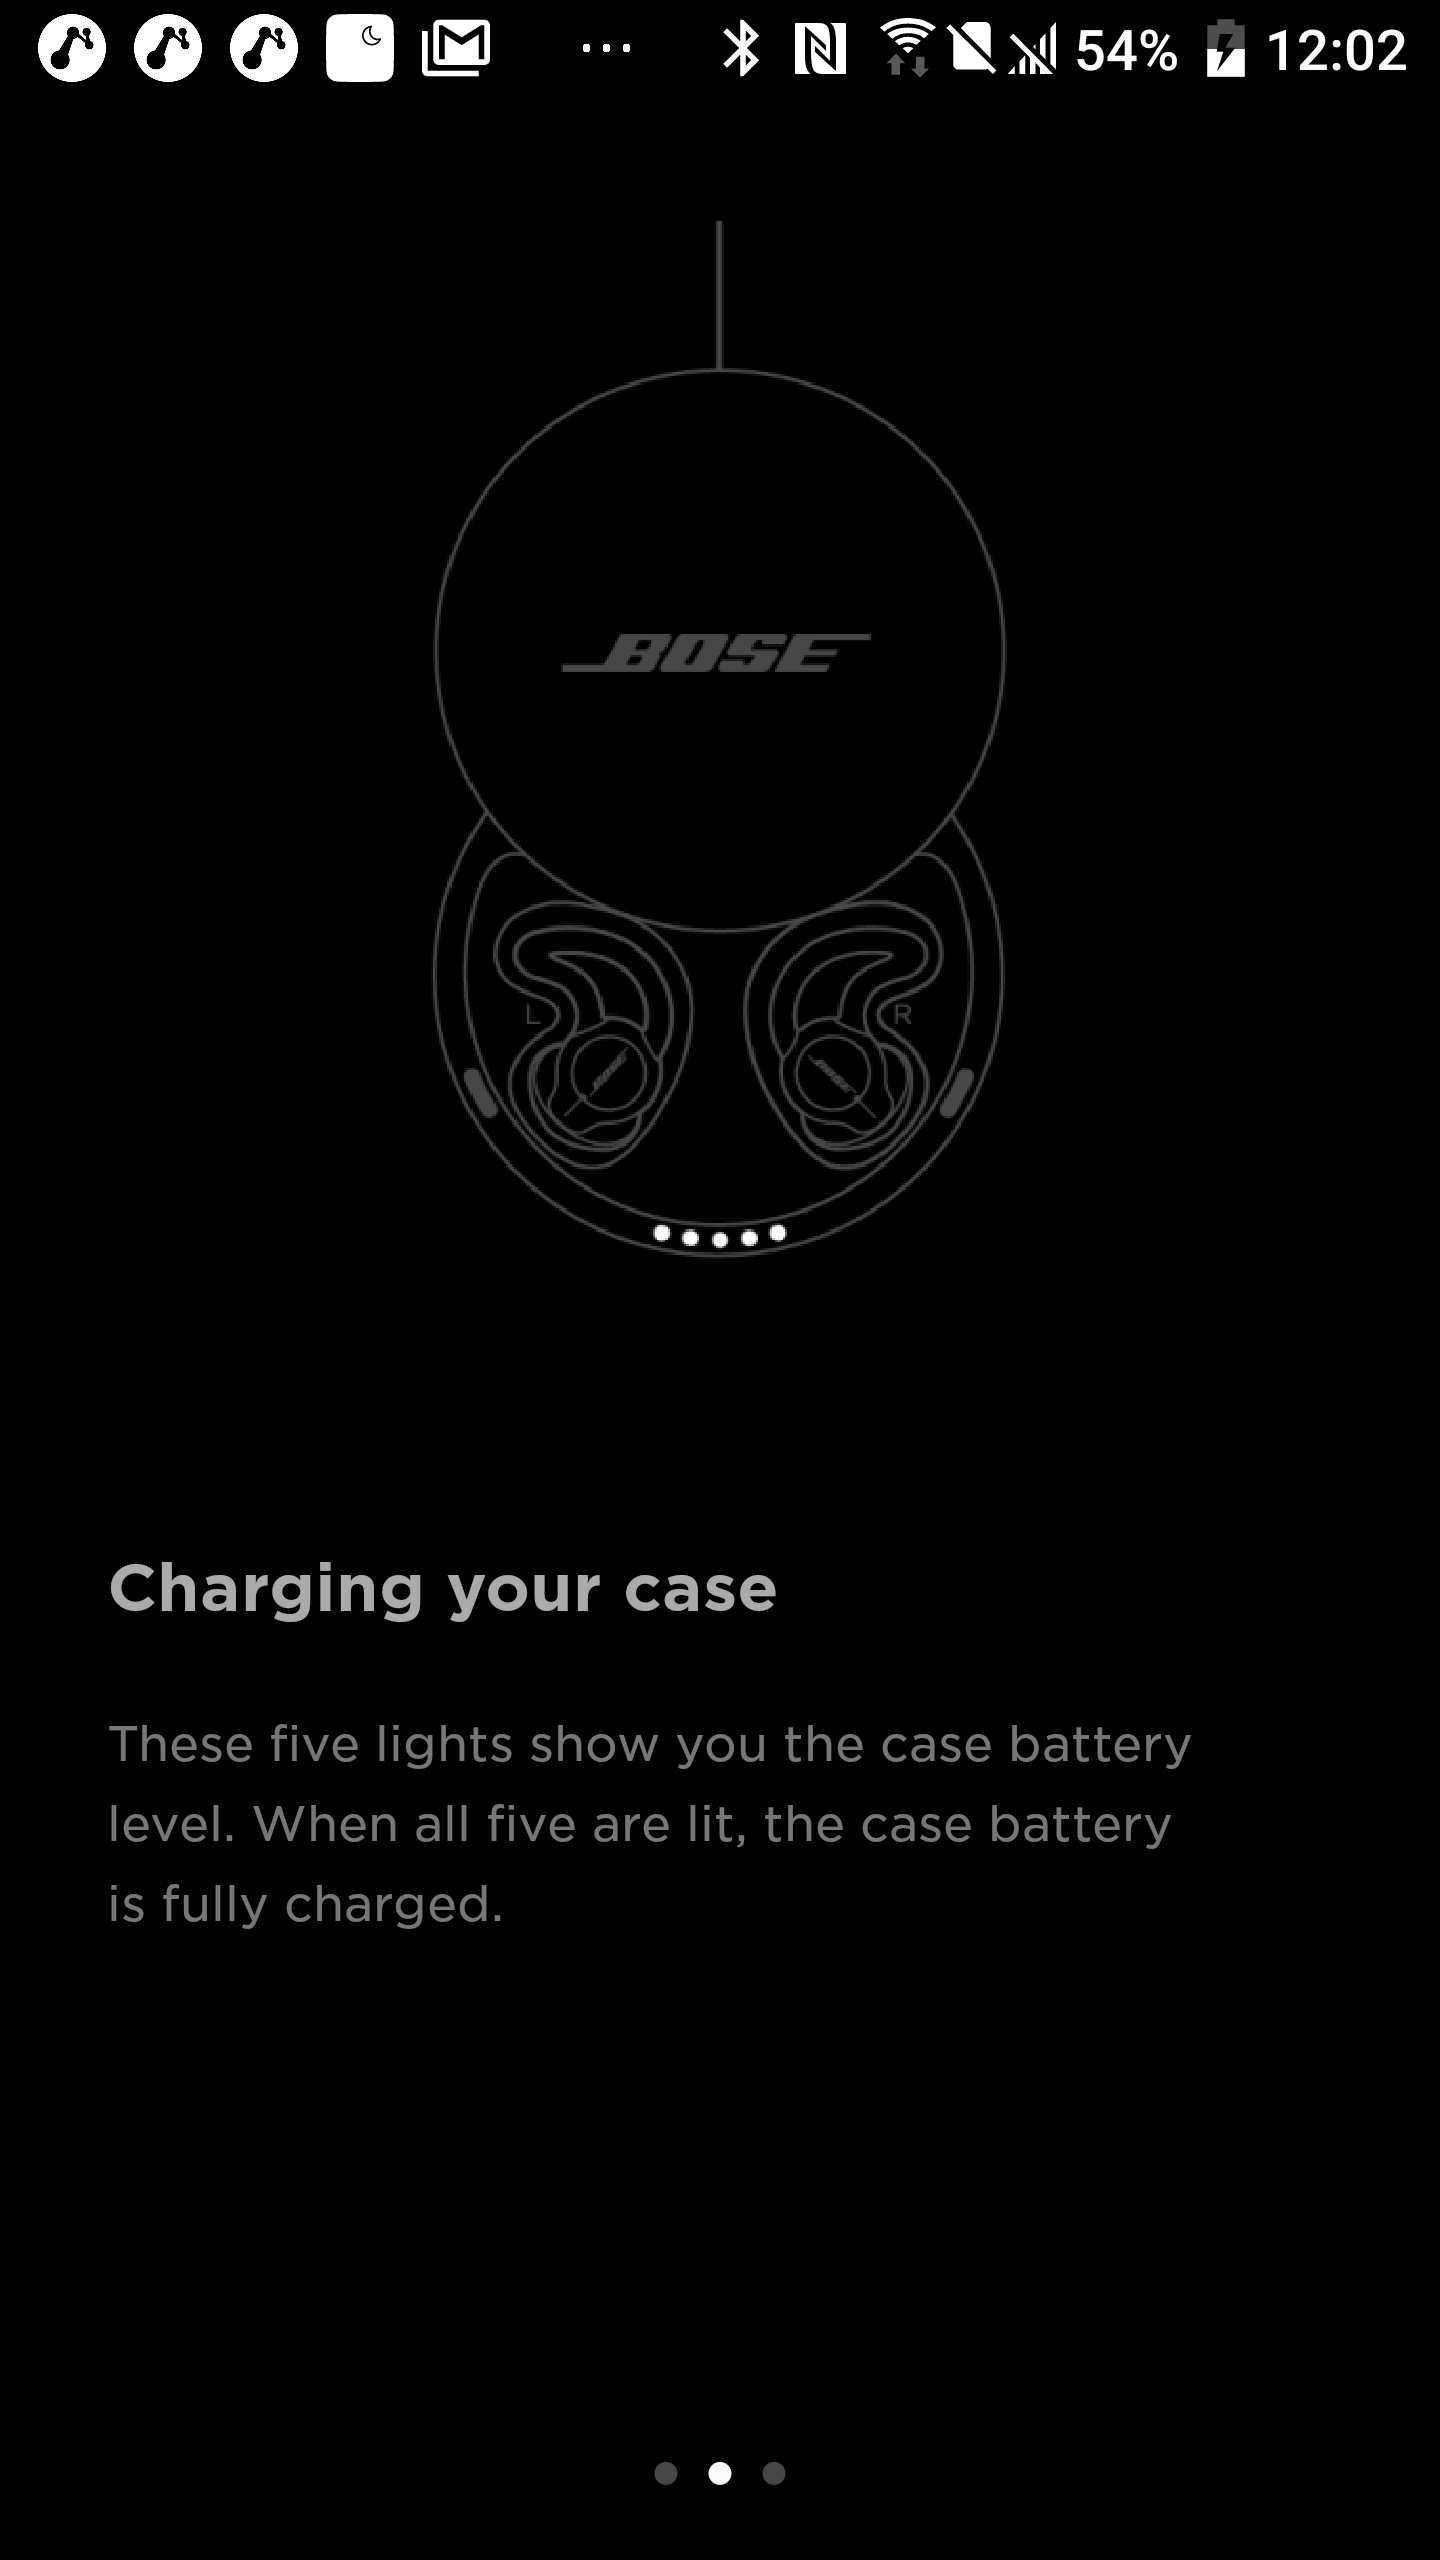 54% 12:02
BOSE
L R
Charging your case
These five lights show you the case battery
level. When all five are lit, the case battery
is fully charged.